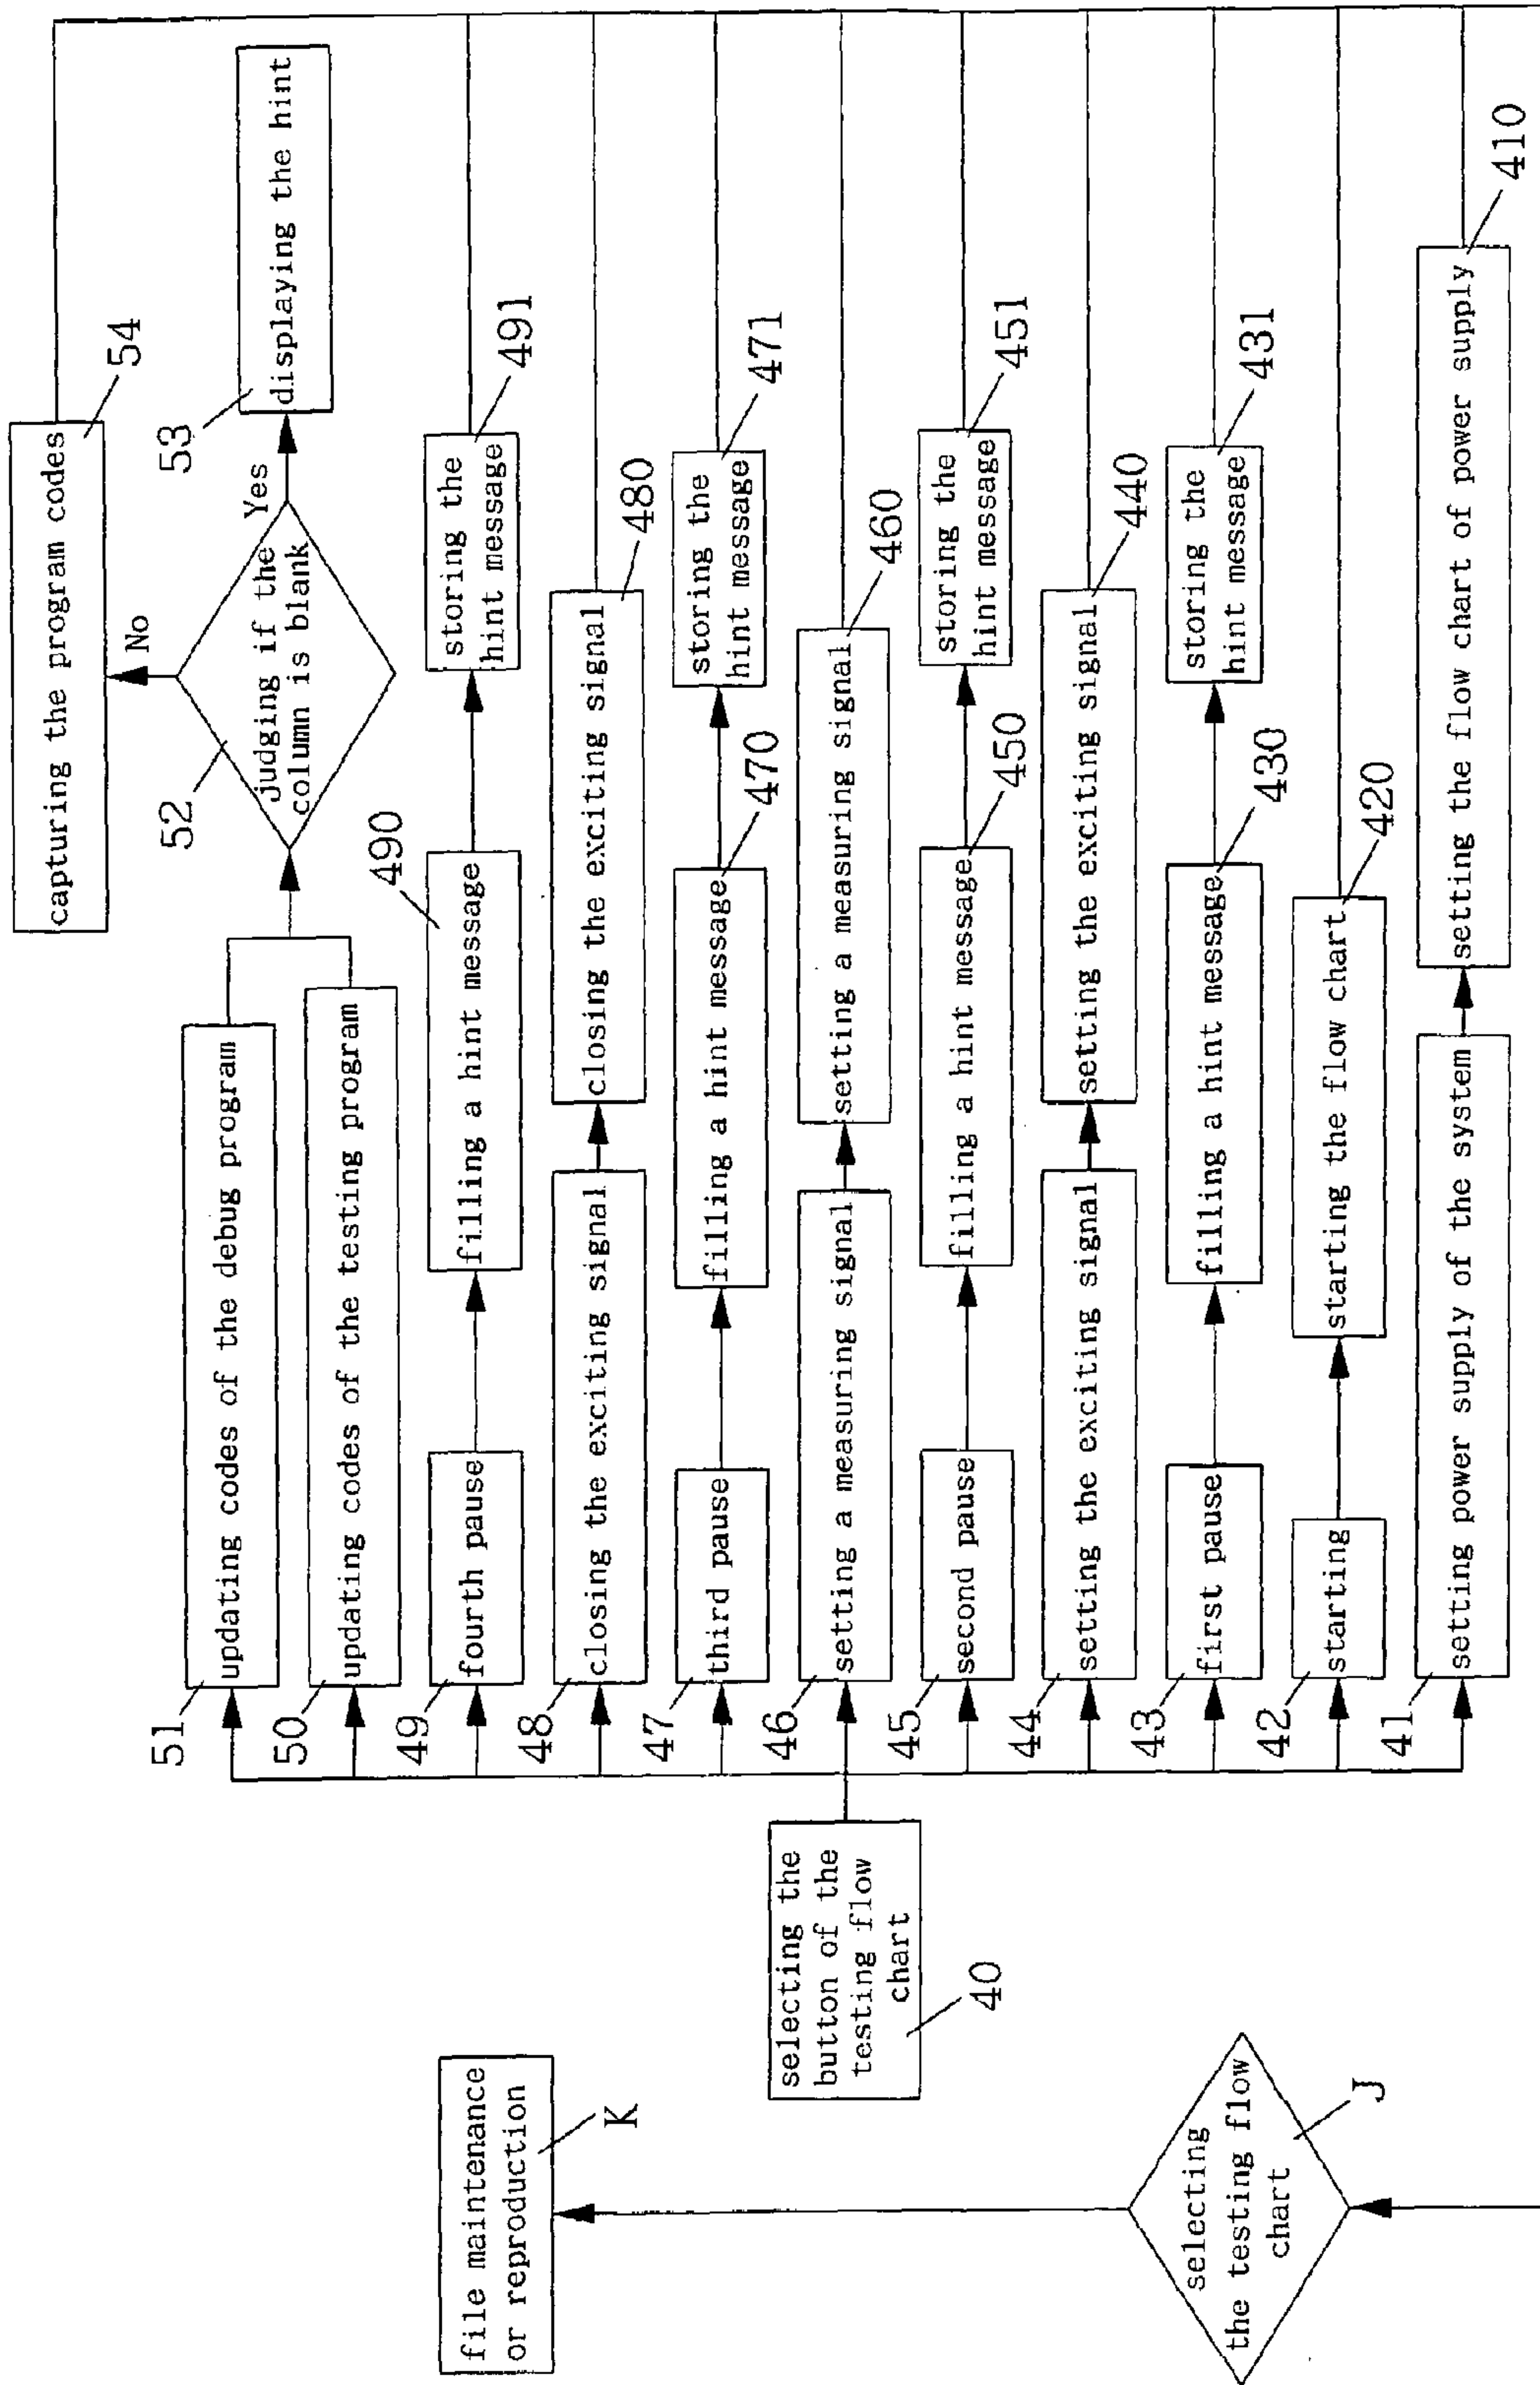 capturing the program codes
54
displaying the hint
53
Yes
No
Judging if the
column is blank
52
updating codes of the debug program
51
updating codes of the testing program
50
fourth pause
49
filling a hint message
490
storing the
hint message
491
closing the exciting signal
48
closing the exciting signal
480
third pause
47
filling a hint message
470
storing the
hint message
471
setting a measuring signal
46
setting a measuring signal
460
second pause
45
filling a hint message
450
storing the
hint message
451
setting the exciting signal
44
setting the exciting signal
440
first pause
43
filling a hint message
430
storing the
hint message
431
starting
42
starting the flow chart
420
setting power supply of the system
41
setting the flow chart of power supply
410
selecting the
button of the
testing flow
chart
40
file maintenance
or reproduction
K
selecting
the testing flow
chart
J